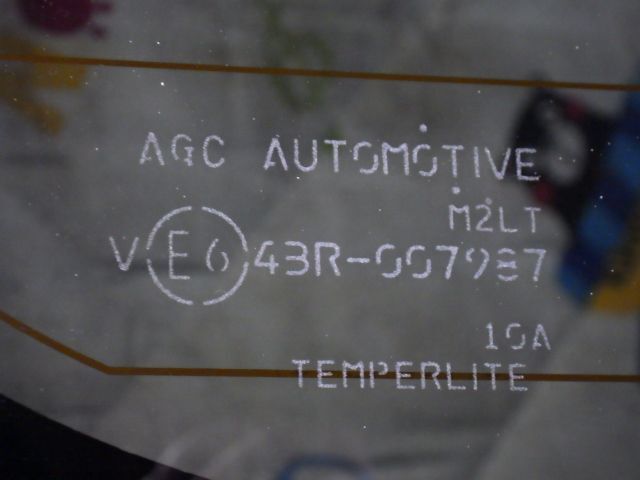 AGC AUTOMOTIVE
M2LT
V E6 43R-007987
10A
TEMPERLITE